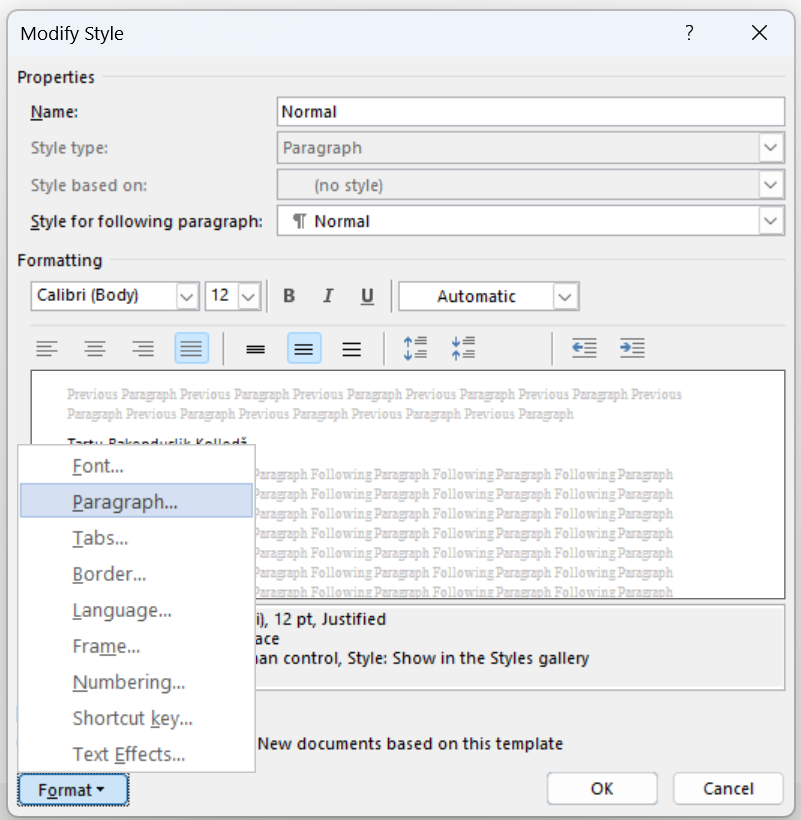 Modify Style ?
Properties
Name: Normal
Style type: Paragraph
Style based on: (no style)
Style for following paragraph: ¶ Normal
Formatting
Calibri (Body) 12 B I U Automatic
Previous Paragraph Previous Paragraph Previous Paragraph Previous Paragraph Previous Paragraph Previous
Paragraph Previous Paragraph Previous Paragraph Previous Paragraph Previous Paragraph
Tartu Rakenduslik Kolledž
Paragraph Following Paragraph Following Paragraph Following Paragraph
Paragraph Following Paragraph Following Paragraph Following Paragraph
Paragraph Following Paragraph Following Paragraph Following Paragraph
Paragraph Following Paragraph Following Paragraph Following Paragraph
Paragraph Following Paragraph Following Paragraph Following Paragraph
Paragraph Following Paragraph Following Paragraph Following Paragraph
Paragraph Following Paragraph Following Paragraph Following Paragraph
i), 12 pt, Justified
ace
an control, Style: Show in the Styles gallery
New documents based on this template
Font...
Paragraph...
Tabs...
Border...
Language...
Frame...
Numbering...
Shortcut key...
Text Effects...
Format OK Cancel